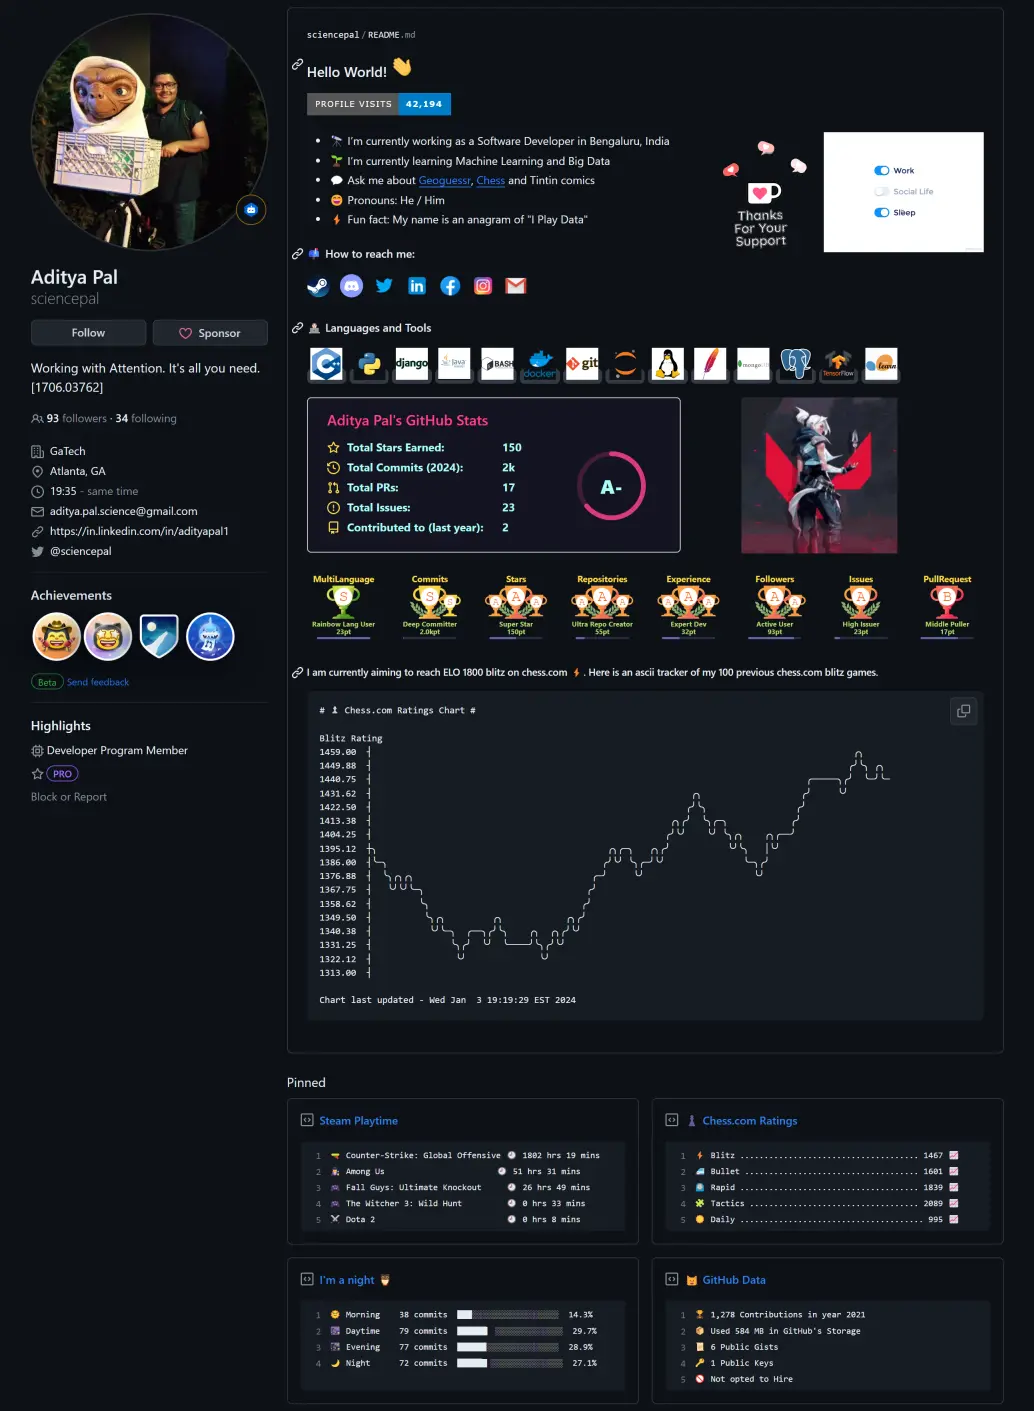 Aditya Pal
sciencepal
Follow
Sponsor
Working with Attention. It's all you need.
[1706.03762]
93 followers · 34 following
GaTech
Atlanta, GA
19:35 - same time
aditya.pal.science@gmail.com
https://in.linkedin.com/in/adityapal1
@sciencepal
Achievements
Beta Send feedback
Highlights
Developer Program Member
PRO
Block or Report
sciencepal/README.md
Hello World! 👋
PROFILE VISITS 42,194
• 🔭 I'm currently working as a Software Developer in Bengaluru, India
• 🌱 I'm currently learning Machine Learning and Big Data
• 💬 Ask me about Geoguessr, Chess and Tintin comics
• 😄 Pronouns: He / Him
• ⚡ Fun fact: My name is an anagram of "I Play Data"
Thanks
For Your
Support
Work
Social Life
Sleep
📫 How to reach me:
Languages and Tools
django
Java
BASH
docker
git
mongoDB
TensorFlow
learn
Aditya Pal's GitHub Stats
Total Stars Earned: 150
Total Commits (2024): 2k
Total PRs: 17
Total Issues: 23
Contributed to (last year): 2
A-
MultiLanguage Commits Stars Repositories Experience Followers Issues PullRequest
S S A A A A A B
Rainbow Lang User Deep Committer Super Star Ultra Repo Creator Expert Dev Active User High Issuer Middle Puller
23pt 2.0kpt 150pt 55pt 32pt 93pt 23pt 17pt
I am currently aiming to reach ELO 1800 blitz on chess.com ⚡. Here is an ascii tracker of my 100 previous chess.com blitz games.
# ♟ Chess.com Ratings Chart #
Blitz Rating
1459.00
1449.88
1440.75
1431.62
1422.50
1413.38
1404.25
1395.12
1386.00
1376.88
1367.75
1358.62
1349.50
1340.38
1331.25
1322.12
1313.00
Chart last updated - Wed Jan  3 19:19:29 EST 2024
Pinned
Steam Playtime
1 Counter-Strike: Global Offensive 🕘 1802 hrs 19 mins
2 Among Us 🕘 51 hrs 31 mins
3 Fall Guys: Ultimate Knockout 🕘 26 hrs 49 mins
4 The Witcher 3: Wild Hunt 🕘 0 hrs 33 mins
5 Dota 2 🕘 0 hrs 8 mins
♟ Chess.com Ratings
1 ⚡ Blitz ................................... 1467 📈
2 🚅 Bullet .................................. 1601 📈
3 Rapid ................................... 1839 📈
4 🧩 Tactics ................................. 2089 📈
5 Daily .................................... 995 📈
I'm a night 🦉
1 🌞 Morning 38 commits 14.3%
2 🌆 Daytime 79 commits 29.7%
3 🌃 Evening 77 commits 28.9%
4 🌙 Night 72 commits 27.1%
GitHub Data
1 🏆 1,278 Contributions in year 2021
2 📦 Used 584 MB in GitHub's Storage
3 📜 6 Public Gists
4 🔑 1 Public Keys
5 🚫 Not opted to Hire